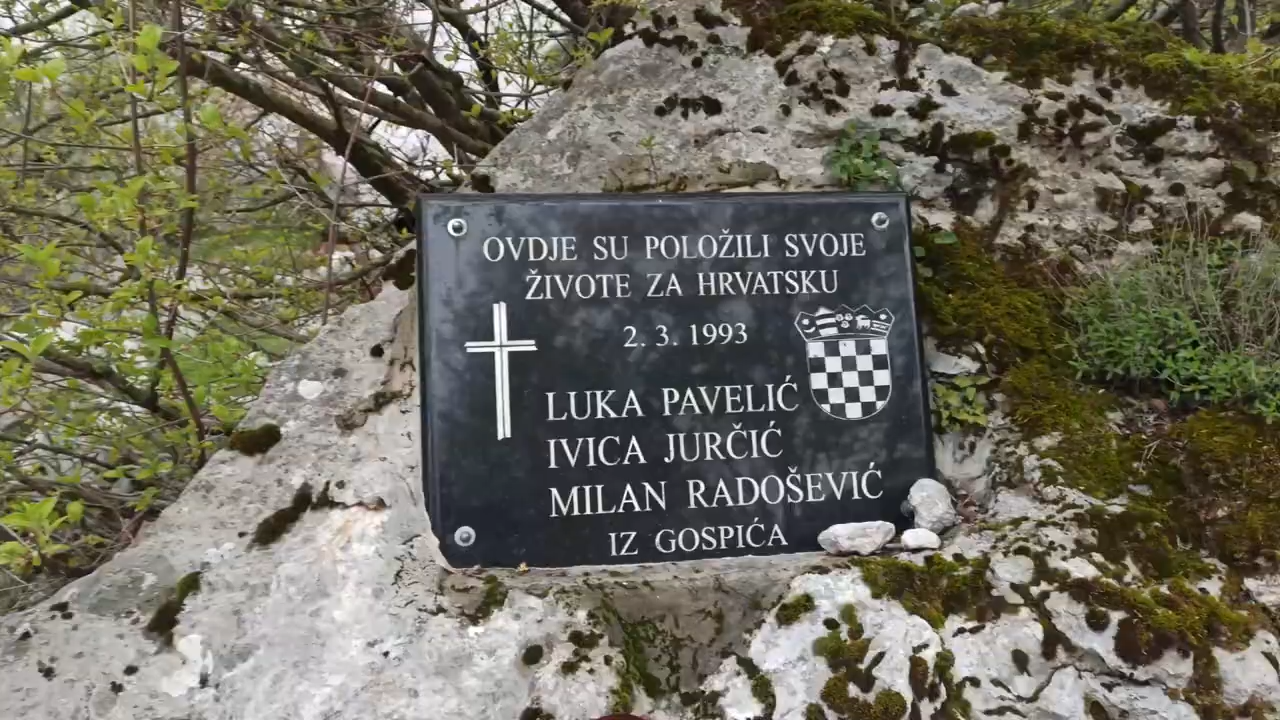 OVDJE SU POLOŽILI SVOJE
ŽIVOTE ZA HRVATSKU
2. 3. 1993
LUKA PAVELIĆ
IVICA JURČIĆ
MILAN RADOŠEVIĆ
IZ GOSPIĆA